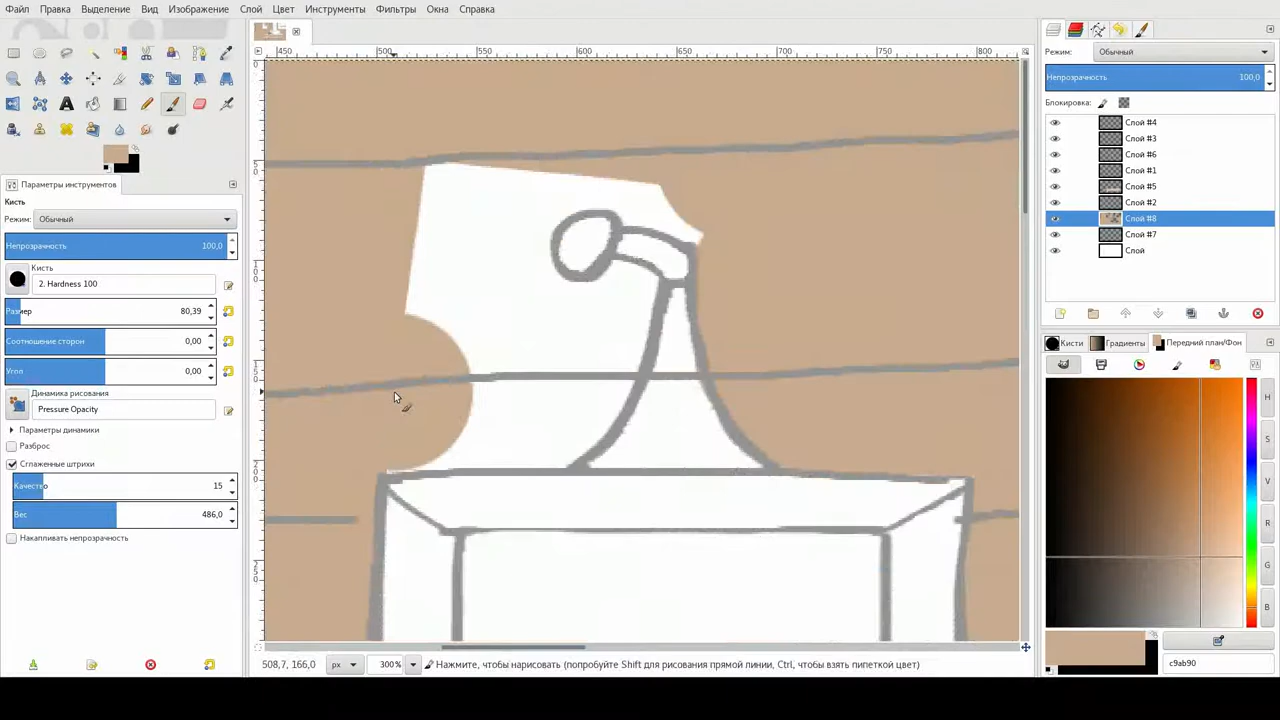 Файл Правка Выделение Вид Изображение Слой Цвет Инструменты Фильтры Окна Справка
450 500 550 600 650 700 750 800
Режим: Обычный
Непрозрачность 100,0
Блокировка:
Слой #4
Слой #3
Слой #6
Слой #1
Слой #5
Слой #2
Слой #8
Слой #7
Слой
Параметры инструментов
Кисть
Режим: Обычный
Непрозрачность 100,0
Кисть
2. Hardness 100
Размер 80,39
Соотношение сторон 0,00
Угол 0,00
Динамика рисования
Pressure Opacity
Параметры динамики
Разброс
Сглаженные штрихи
Качество 15
Вес 486,0
Накапливать непрозрачность
Кисти Градиенты Передний план/Фон
H
S
V
R
G
B
508,7, 166,0 px 300% Нажмите, чтобы нарисовать (попробуйте Shift для рисования прямой линии, Ctrl, чтобы взять пипеткой цвет)
c9ab90